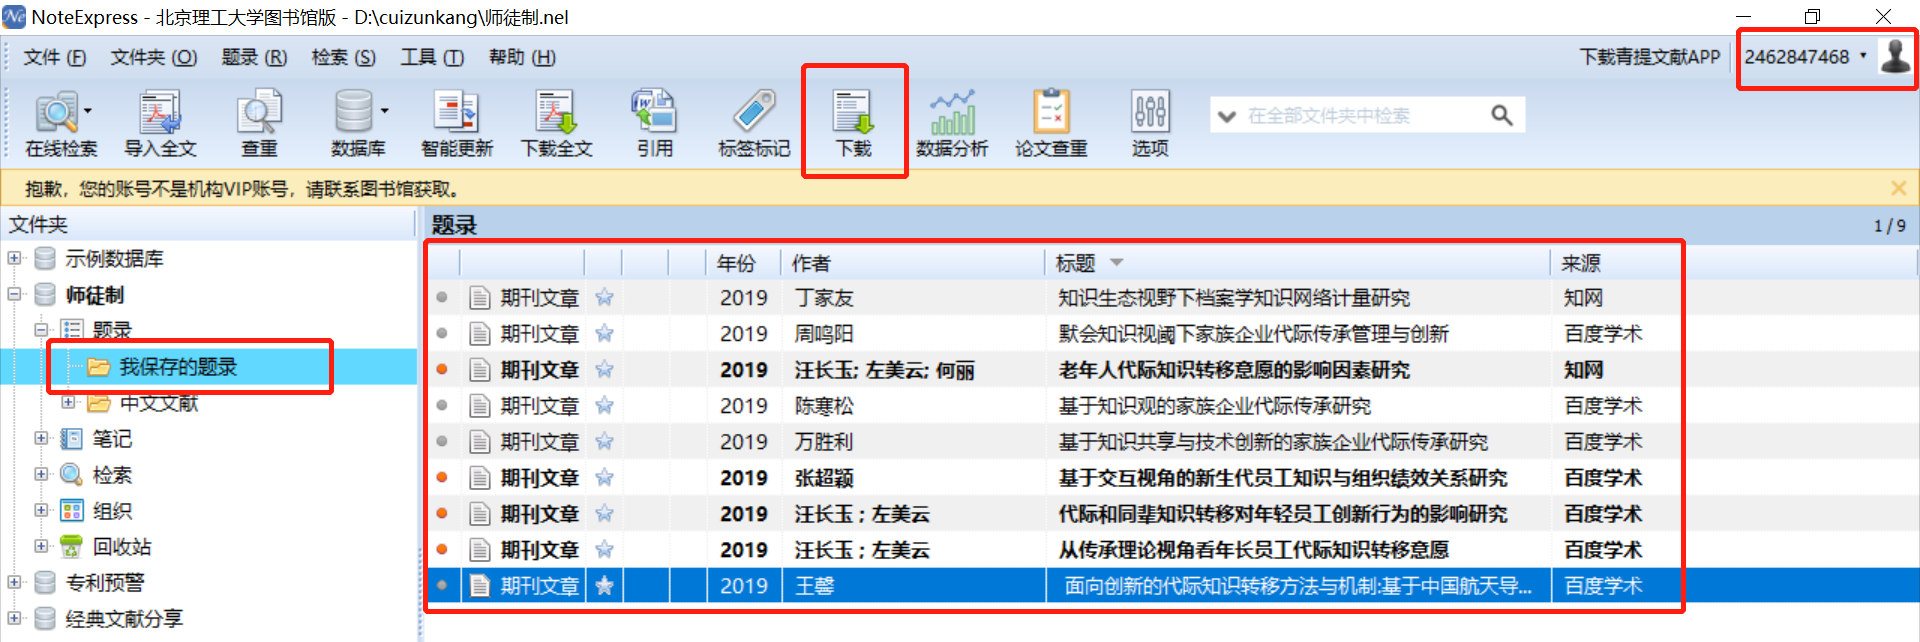 NoteExpress - 北京理工大学图书馆版 - D:\cuizunkang\师徒制.nel
文件 (F) 文件夹 (O) 题录 (R) 检索 (S) 工具 (T) 帮助 (H) 下载青提文献APP 2462847468
在线检索 导入全文 查重 数据库 智能更新 下载全文 引用 标签标记 下载 数据分析 论文查重 选项 在全部文件夹中检索
抱歉，您的账号不是机构VIP账号，请联系图书馆获取。
文件夹
示例数据库
师徒制
题录
我保存的题录
中文文献
笔记
检索
组织
回收站
专利预警
经典文献分享
题录 1 / 9
年份 作者 标题 来源
期刊文章 2019 丁家友 知识生态视野下档案学知识网络计量研究 知网
期刊文章 2019 周鸣阳 默会知识视阈下家族企业代际传承管理与创新 百度学术
期刊文章 2019 汪长玉; 左美云; 何丽 老年人代际知识转移意愿的影响因素研究 知网
期刊文章 2019 陈寒松 基于知识观的家族企业代际传承研究 百度学术
期刊文章 2019 万胜利 基于知识共享与技术创新的家族企业代际传承研究 百度学术
期刊文章 2019 张超颖 基于交互视角的新生代员工知识与组织绩效关系研究 百度学术
期刊文章 2019 汪长玉 ; 左美云 代际和同辈知识转移对年轻员工创新行为的影响研究 百度学术
期刊文章 2019 汪长玉 ; 左美云 从传承理论视角看年长员工代际知识转移意愿 百度学术
期刊文章 2019 王馨 面向创新的代际知识转移方法与机制:基于中国航天导... 百度学术